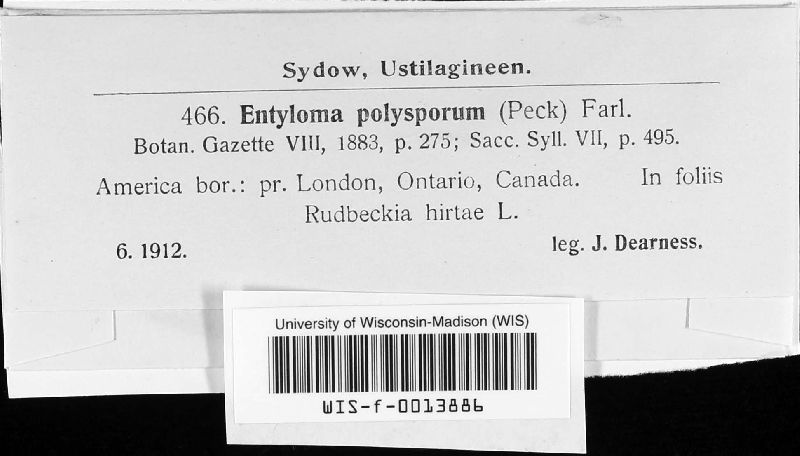 Sydow, Ustilagineen.
466. Entyloma polysporum (Peck) Farl.
Botan. Gazette VIII, 1883, p. 275; Sacc. Syll. VII, p. 495.
America bor.: pr. London, Ontario, Canada. In foliis
Rudbeckia hirtae L.
6. 1912. leg. J. Dearness.
University of Wisconsin-Madison (WIS)
WIS-f-0013886